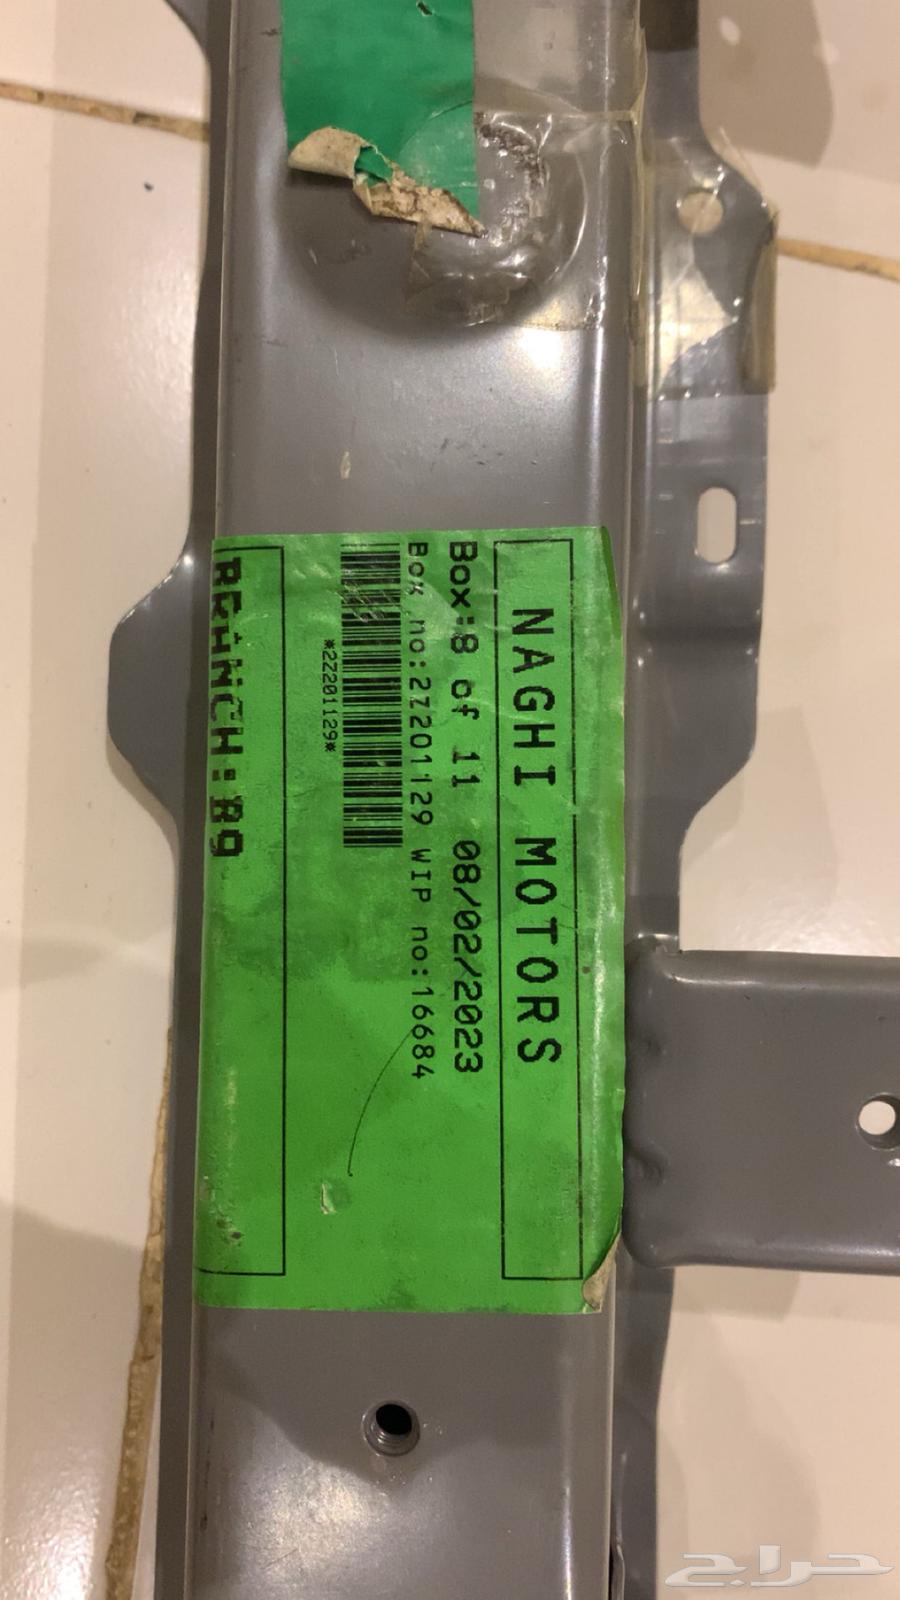 NAGHI MOTORS
Box:8 of 11 08/02/2023
Box no:2Z201129 WIP no:16684
*2Z201129*
BRANCH:B9
حراج